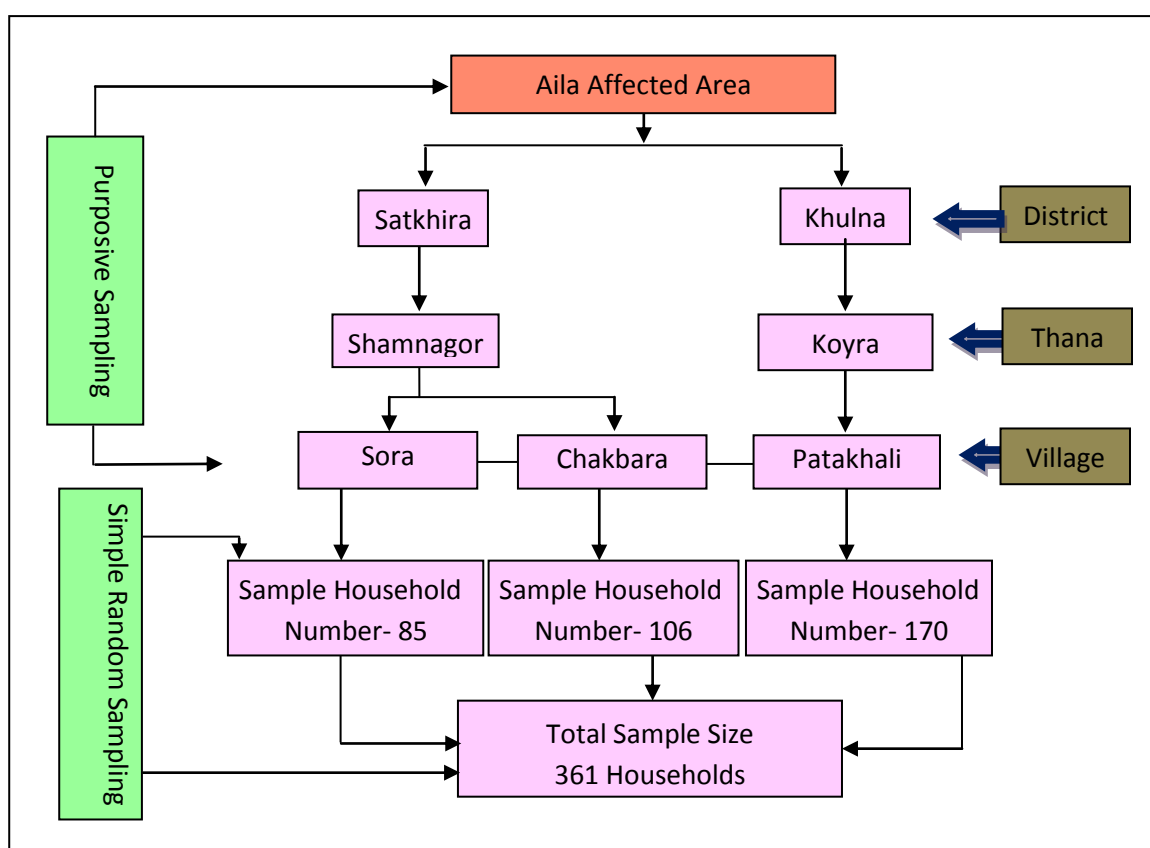 Aila Affected Area
Purposive Sampling
Satkhira
Khulna
District
Shamnagor
Koyra
Thana
Sora
Chakbara
Patakhali
Village
Simple Random Sampling
Sample Household
Number- 85
Sample Household
Number- 106
Sample Household
Number- 170
Total Sample Size
361 Households